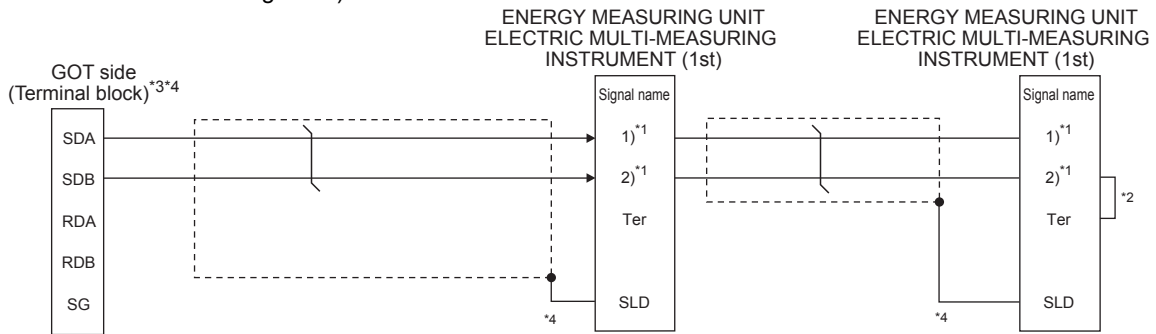 ENERGY MEASURING UNIT
ELECTRIC MULTI-MEASURING
INSTRUMENT (1st)
ENERGY MEASURING UNIT
ELECTRIC MULTI-MEASURING
INSTRUMENT (1st)
GOT side
(Terminal block)*3*4
Signal name
Signal name
SDA
1)*1
1)*1
SDB
2)*1
2)*1
*2
RDA
Ter
Ter
RDB
SG
SLD
SLD
*4
*4